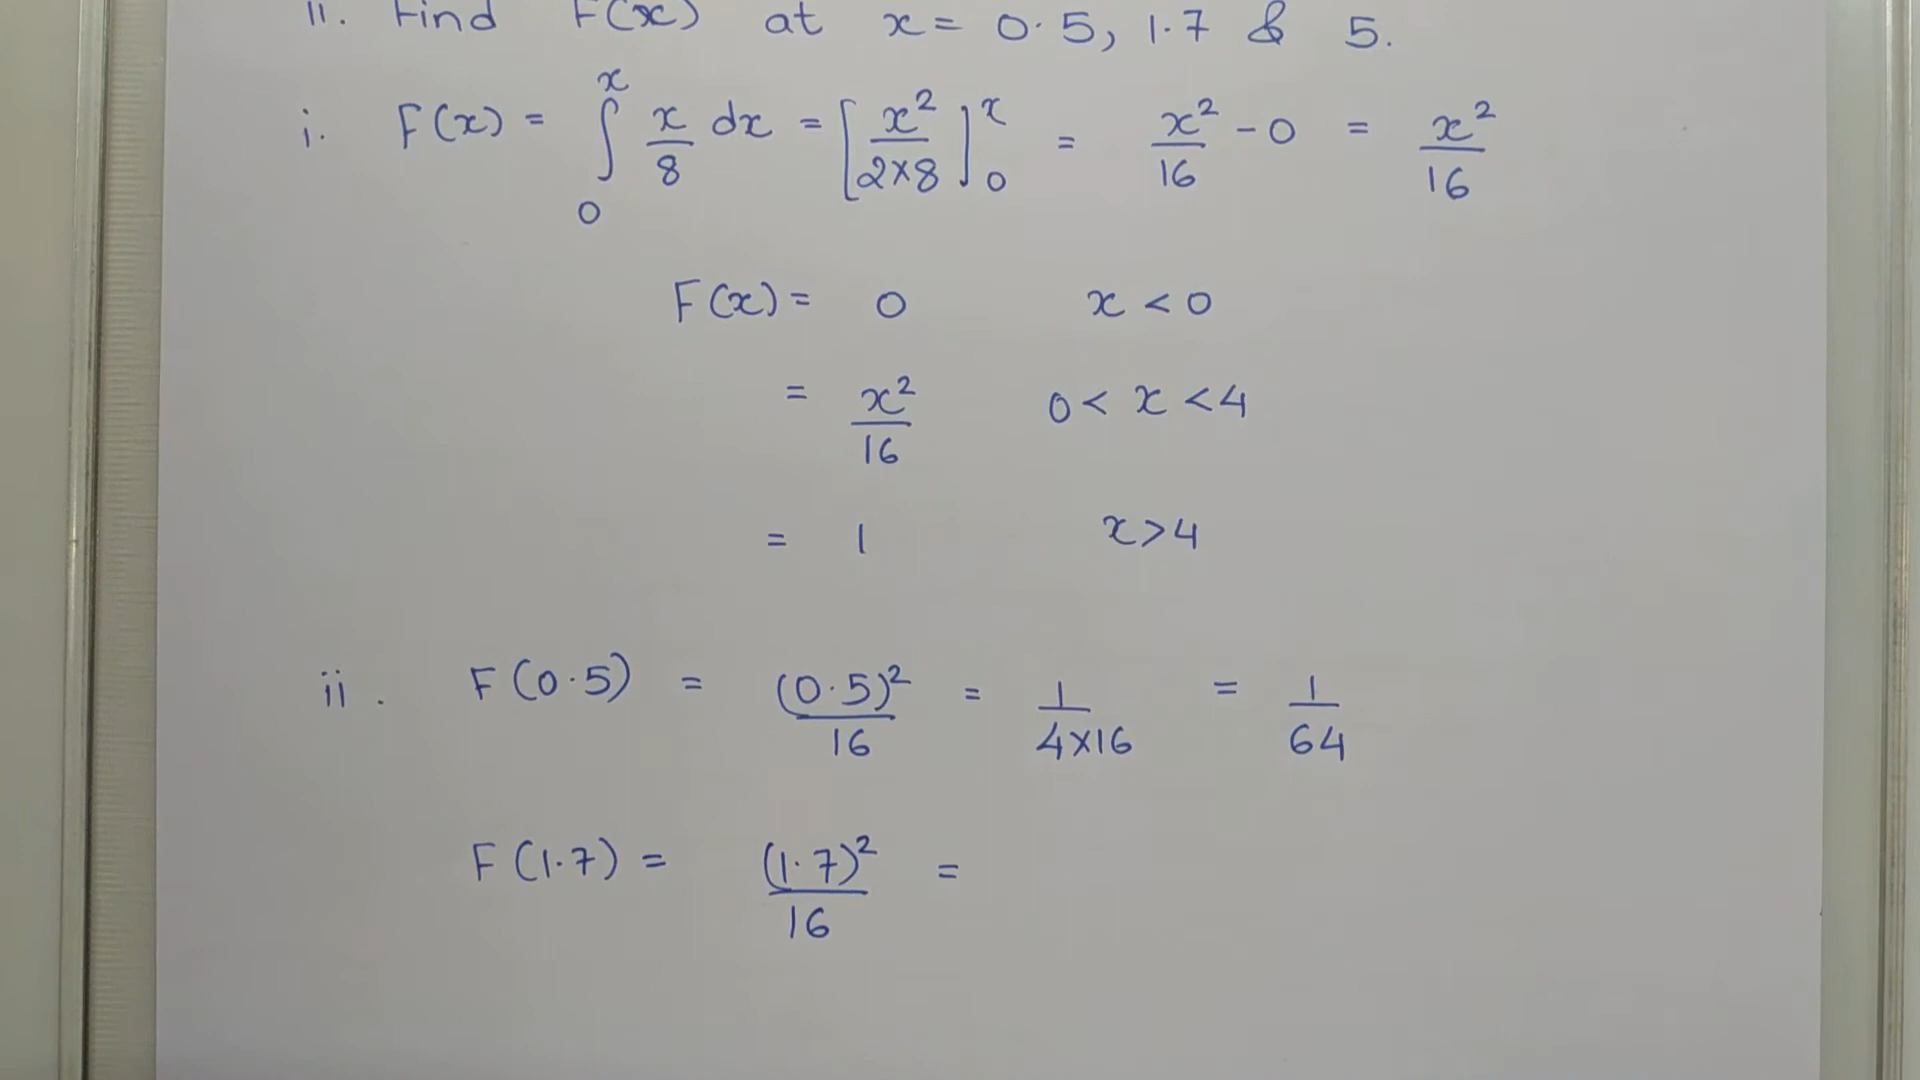 ii. Find F(x) at x = 0.5, 1.7 & 5.
i. F(x) = ∫₀ˣ x/8 dx = [x²/2×8]₀ˣ = x²/16 - 0 = x²/16
F(x) = 0 x < 0
= x²/16 0 < x < 4
= 1 x > 4
ii. F(0.5) = (0.5)²/16 = 1/4×16 = 1/64
F(1.7) = (1.7)²/16 =